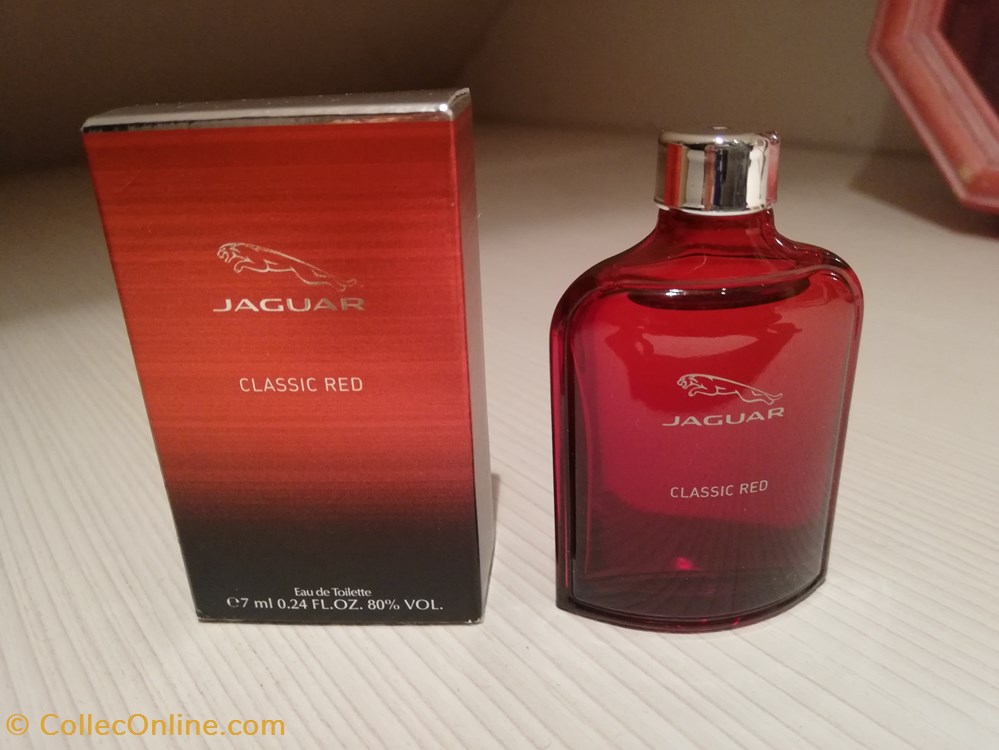 JAGUAR
CLASSIC RED
Eau de Toilette
℮7 ml 0.24 FL.OZ. 80% VOL.
JAGUAR
CLASSIC RED
© CollecOnline.com